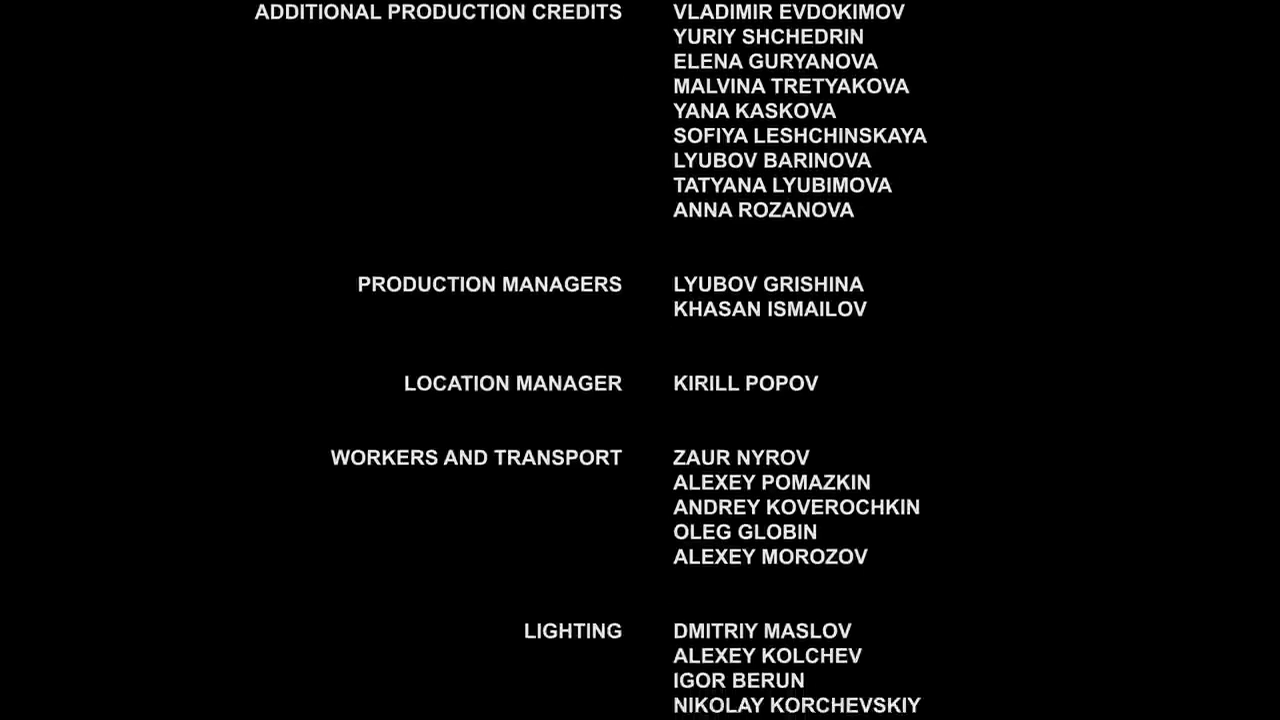 ADDITIONAL PRODUCTION CREDITS VLADIMIR EVDOKIMOV
YURIY SHCHEDRIN
ELENA GURYANOVA
MALVINA TRETYAKOVA
YANA KASKOVA
SOFIYA LESHCHINSKAYA
LYUBOV BARINOVA
TATYANA LYUBIMOVA
ANNA ROZANOVA
PRODUCTION MANAGERS LYUBOV GRISHINA
KHASAN ISMAILOV
LOCATION MANAGER KIRILL POPOV
WORKERS AND TRANSPORT ZAUR NYROV
ALEXEY POMAZKIN
ANDREY KOVEROCHKIN
OLEG GLOBIN
ALEXEY MOROZOV
LIGHTING DMITRIY MASLOV
ALEXEY KOLCHEV
IGOR BERUN
NIKOLAY KORCHEVSKIY